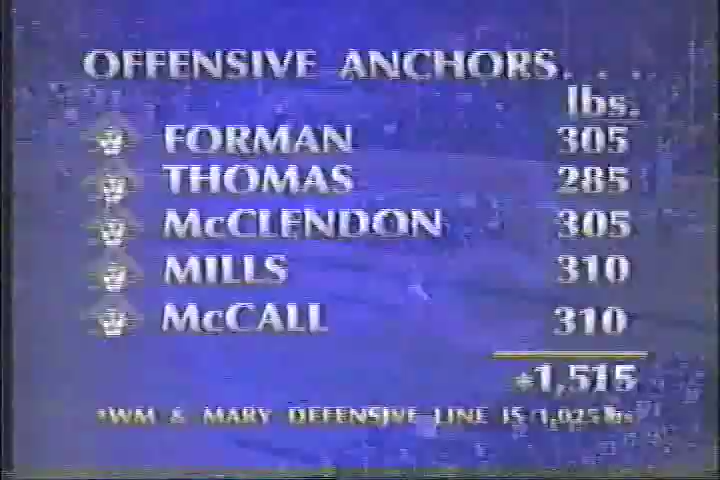 OFFENSIVE ANCHORS. . . .
lbs.
FORMAN 305
THOMAS 285
McCLENDON 305
MILLS 310
McCALL 310
*1,515
*WM & MARY DEFENSIVE LINE IS 1,025 lbs